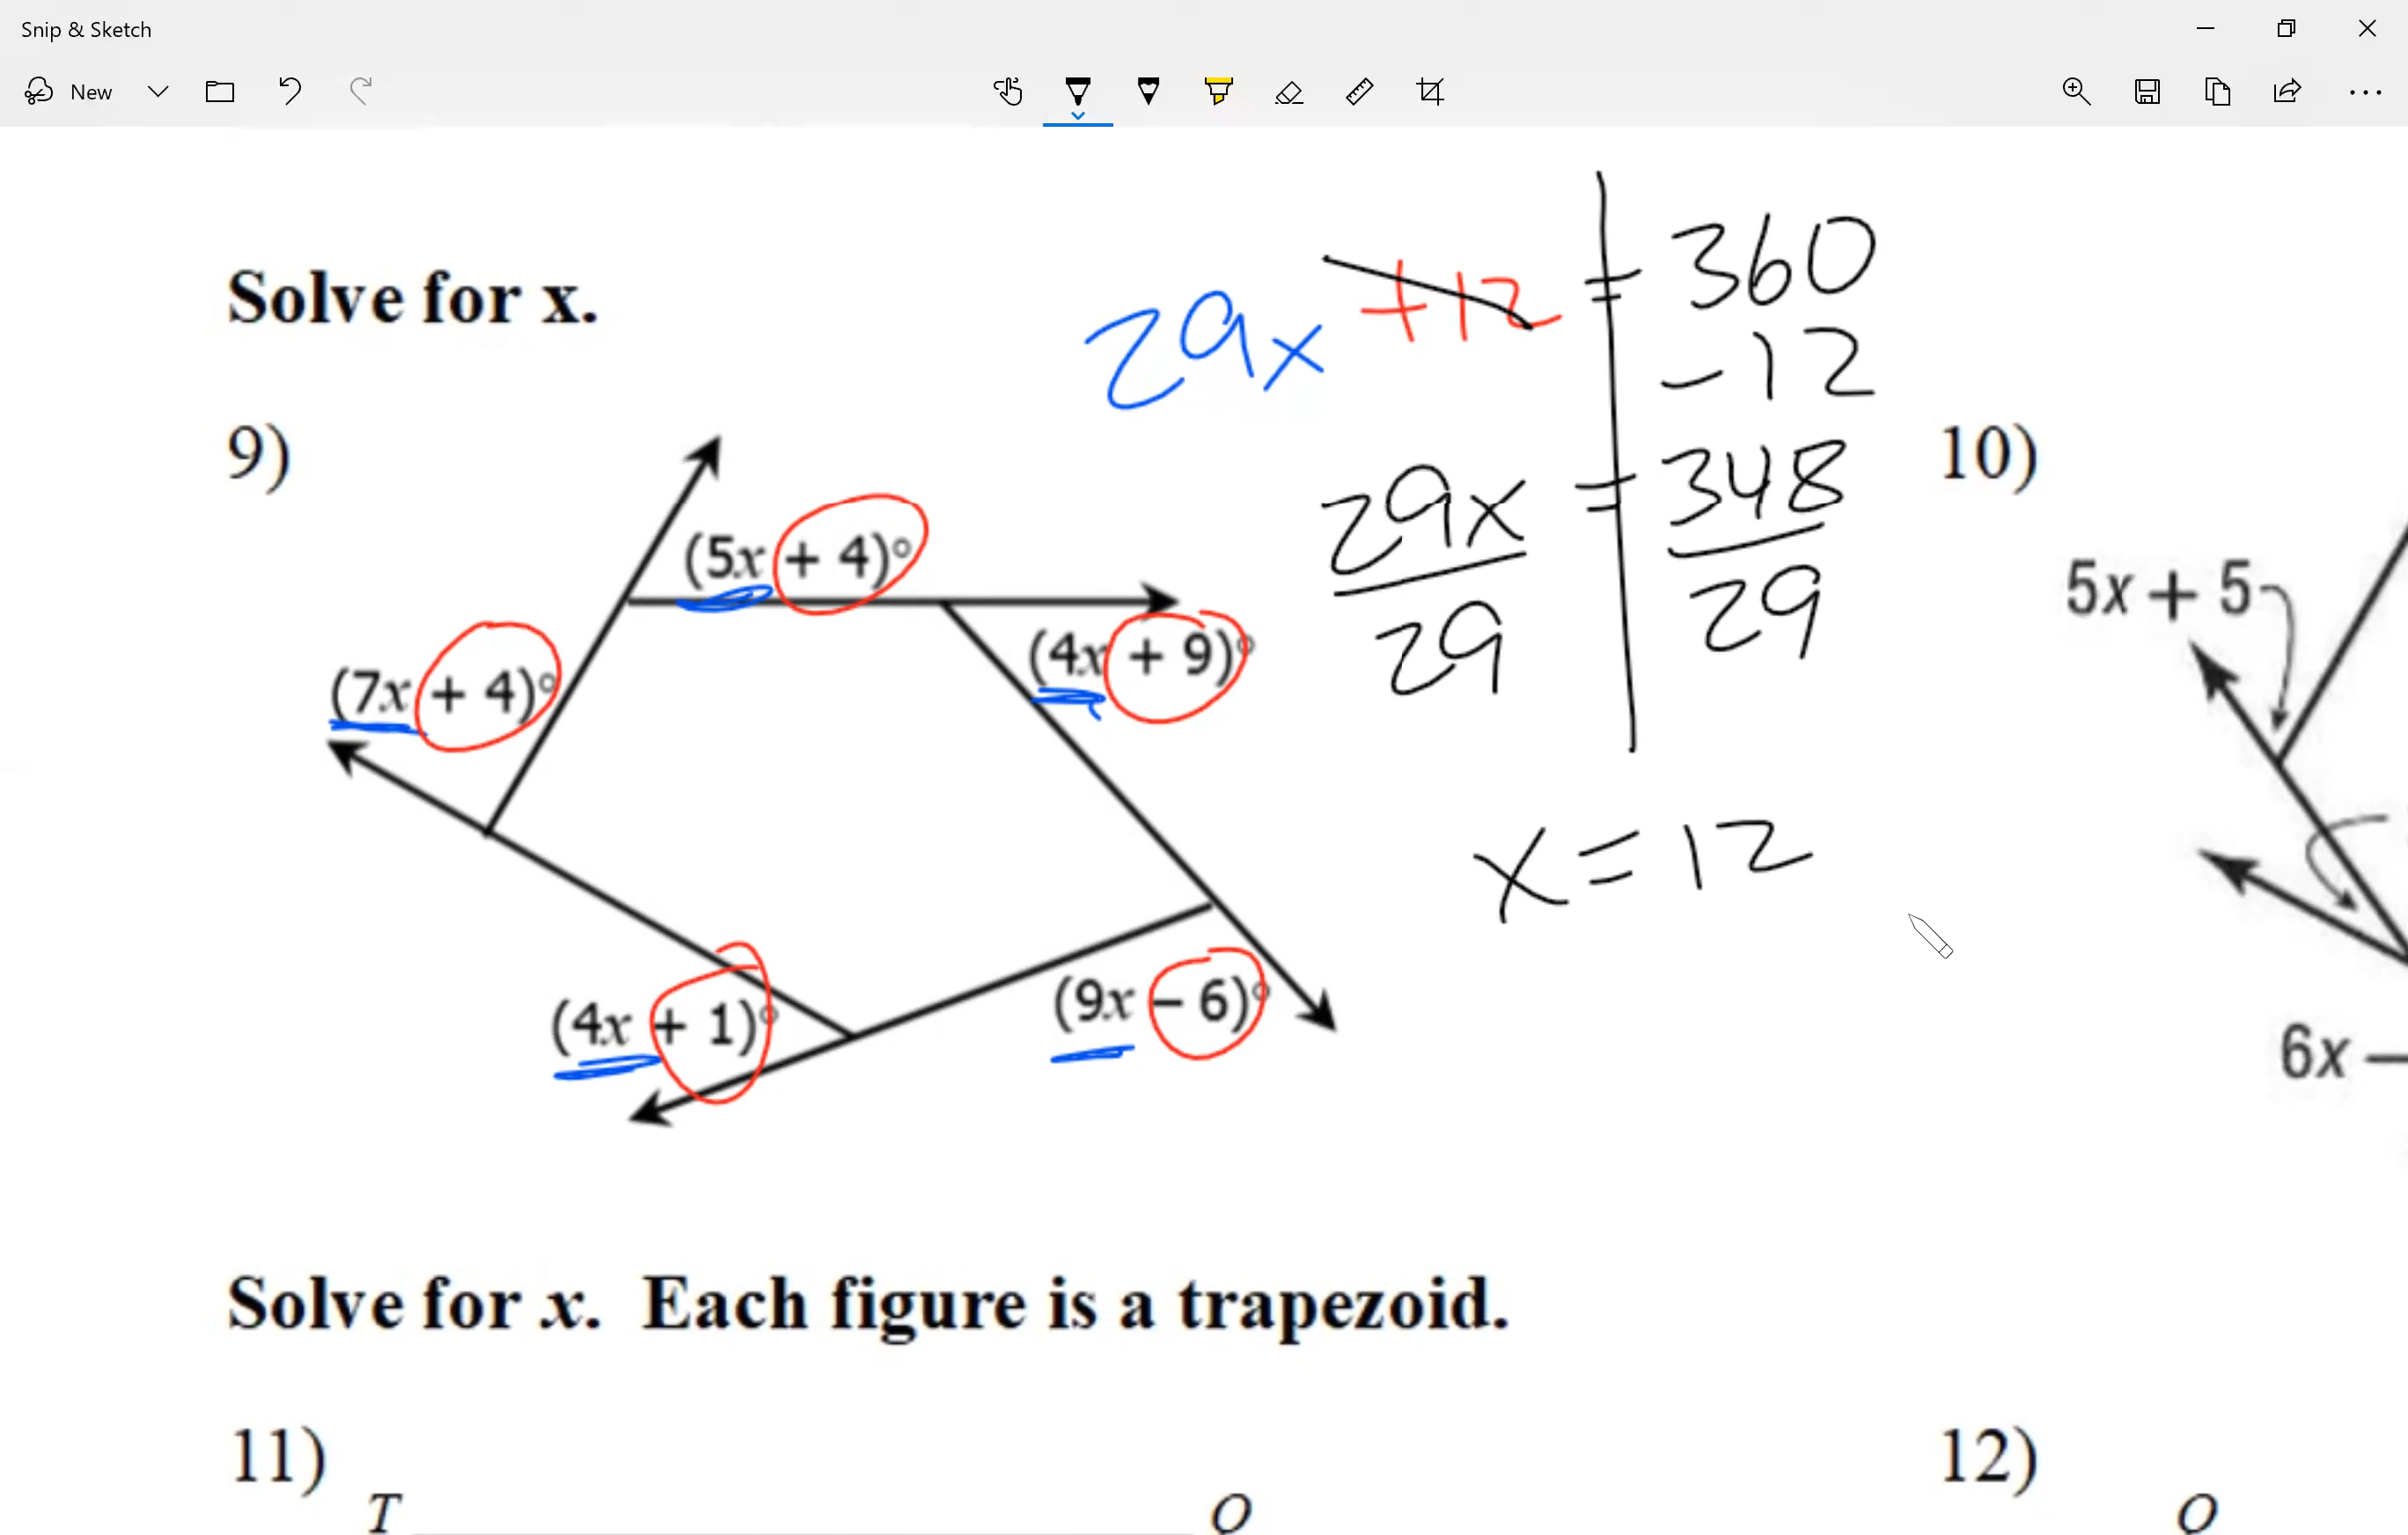 Snip & Sketch
New
Solve for x.
29x +12 = 360
-12
29x = 348
29 29
x = 12
9)
(5x + 4)°
(4x + 9)°
(7x + 4)°
(4x + 1)°
(9x – 6)°
10)
5x + 5
6x –
Solve for x. Each figure is a trapezoid.
11)
T O
12)
O